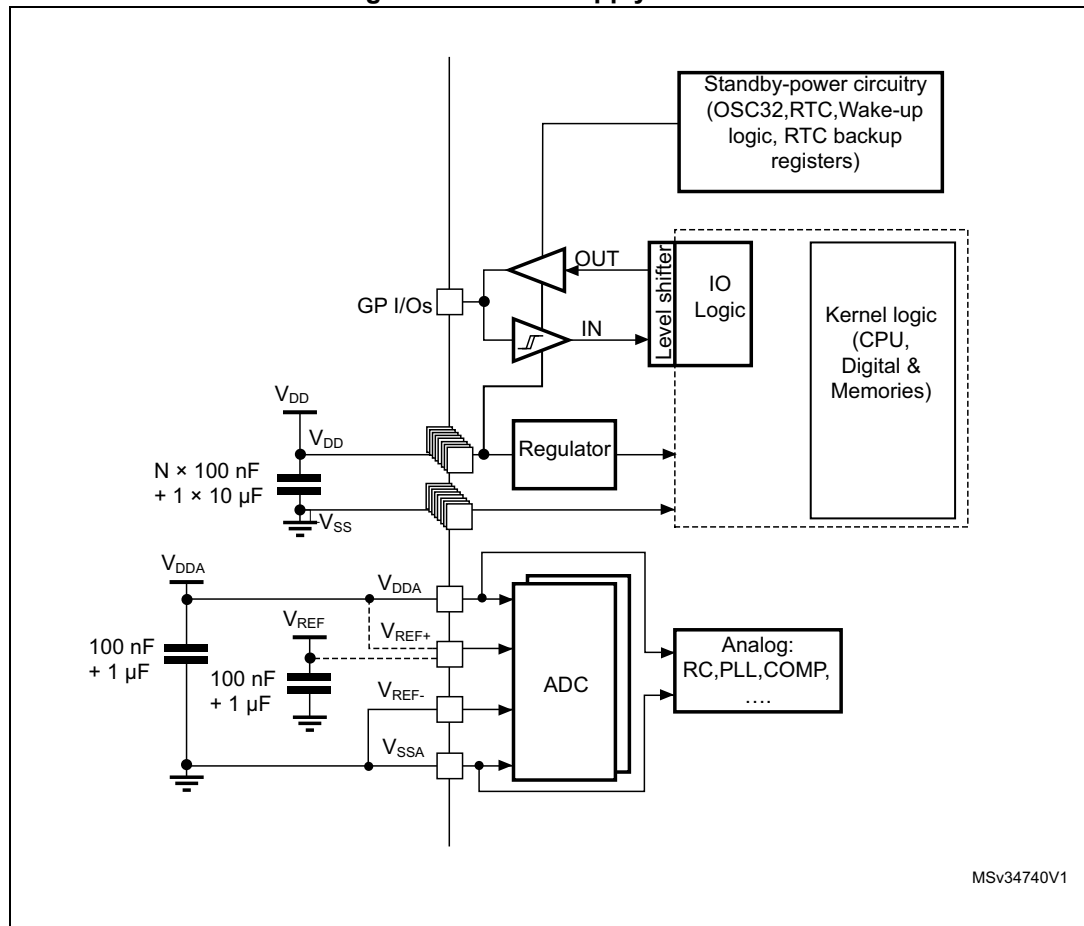 Standby-power circuitry
(OSC32,RTC,Wake-up
logic, RTC backup
registers)
OUT
Level shifter
IO
Logic
GP I/Os
IN
Kernel logic
(CPU,
Digital &
Memories)
VDD
VDD
Regulator
N × 100 nF
+ 1 × 10 µF
VSS
VDDA
VDDA
VREF
VREF+
100 nF
+ 1 µF
100 nF
+ 1 µF
VREF-
ADC
Analog:
RC,PLL,COMP,
….
VSSA
MSv34740V1